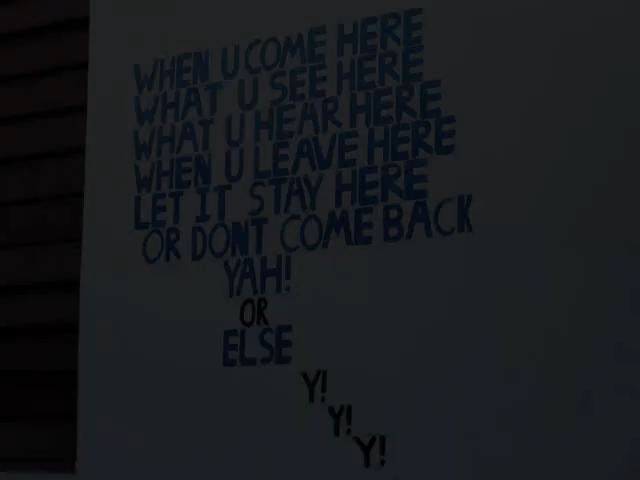 WHEN U COME HERE
WHAT U SEE HERE
WHAT U HEAR HERE
WHEN U LEAVE HERE
LET IT STAY HERE
OR DONT COME BACK
YAH!
OR
ELSE
Y!
Y!
Y!